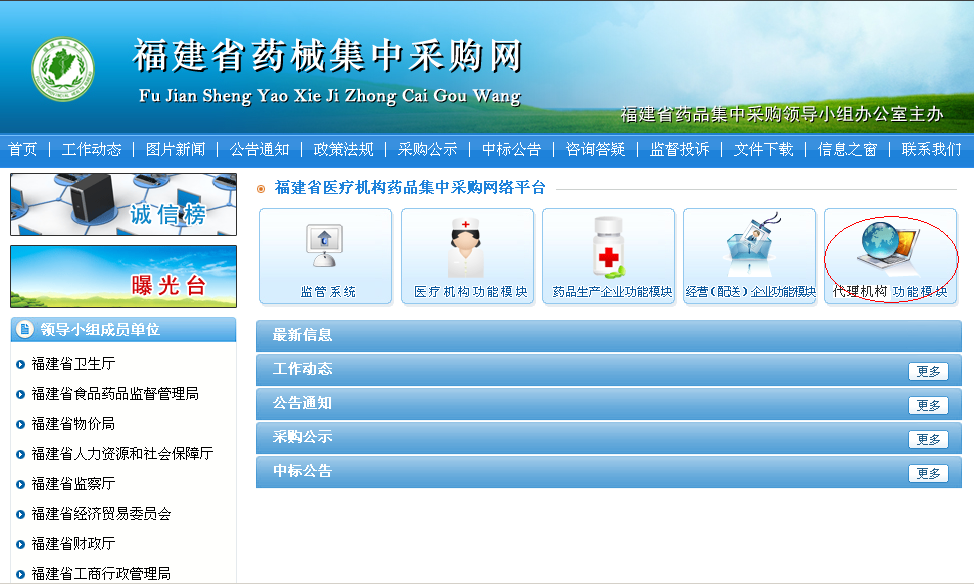 福建省药械集中采购网
Fu Jian Sheng Yao Xie Ji Zhong Cai Gou Wang
福建省药品集中采购领导小组办公室主办
首页 工作动态 图片新闻 公告通知 政策法规 采购公示 中标公告 咨询答疑 监督投诉 文件下载 信息之窗 联系我们
诚信榜
曝光台
领导小组成员单位
福建省卫生厅
福建省食品药品监督管理局
福建省物价局
福建省人力资源和社会保障厅
福建省监察厅
福建省经济贸易委员会
福建省财政厅
福建省工商行政管理局
福建省医疗机构药品集中采购网络平台
监管系统
医疗机构功能模块
药品生产企业功能模块
经营(配送)企业功能模块
代理机构 功能模块
最新信息
工作动态 更多
公告通知 更多
采购公示 更多
中标公告 更多